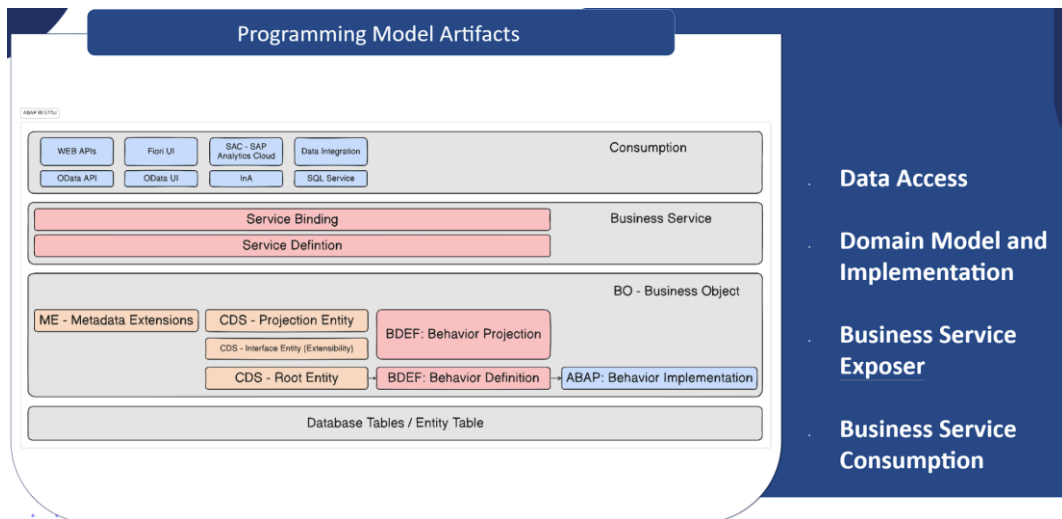 Programming Model Artifacts
ABAP RESTful
WEB APIs
Fiori UI
SAC - SAP
Analytics Cloud
Data Integration
Consumption
OData API
OData UI
InA
SQL Service
Service Binding
Business Service
Service Defintion
BO - Business Object
ME - Metadata Extensions
CDS - Projection Entity
BDEF: Behavior Projection
CDS - Interface Entity (Extensibility)
CDS - Root Entity
BDEF: Behavior Definition
ABAP: Behavior Implementation
Database Tables / Entity Table
. Data Access
. Domain Model and
Implementation
. Business Service
Exposer
. Business Service
Consumption